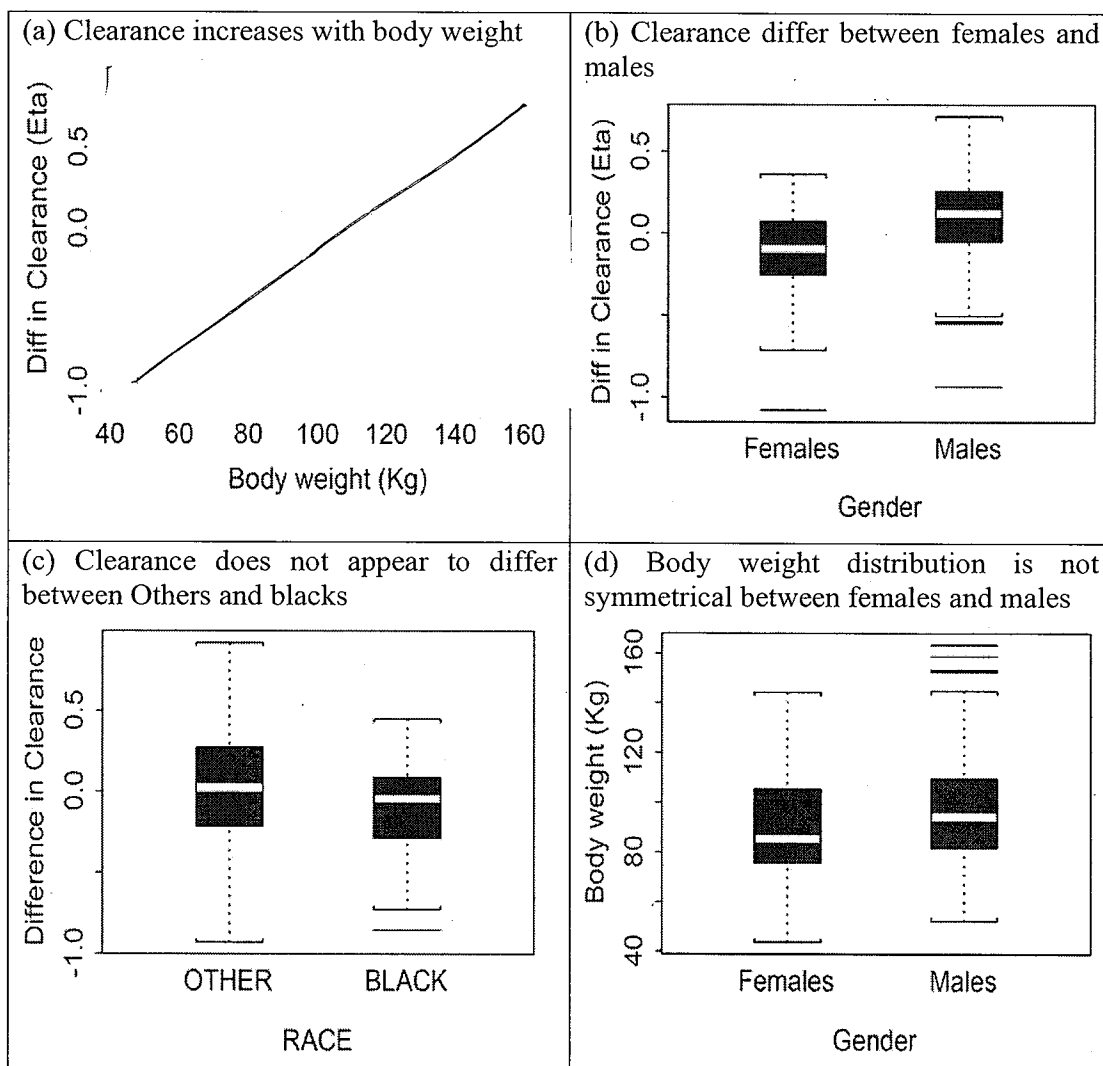 (a) Clearance increases with body weight
Diff in Clearance (Eta)
0.5
0.0
-1.0
40 60 80 100 120 140 160
Body weight (Kg)
(b) Clearance differ between females and
males
Diff in Clearance (Eta)
0.5
0.0
-1.0
Females Males
Gender
(c) Clearance does not appear to differ
between Others and blacks
Difference in Clearance
0.5
0.0
-1.0
OTHER BLACK
RACE
(d) Body weight distribution is not
symmetrical between females and males
Body weight (Kg)
160
120
80
40
Females Males
Gender